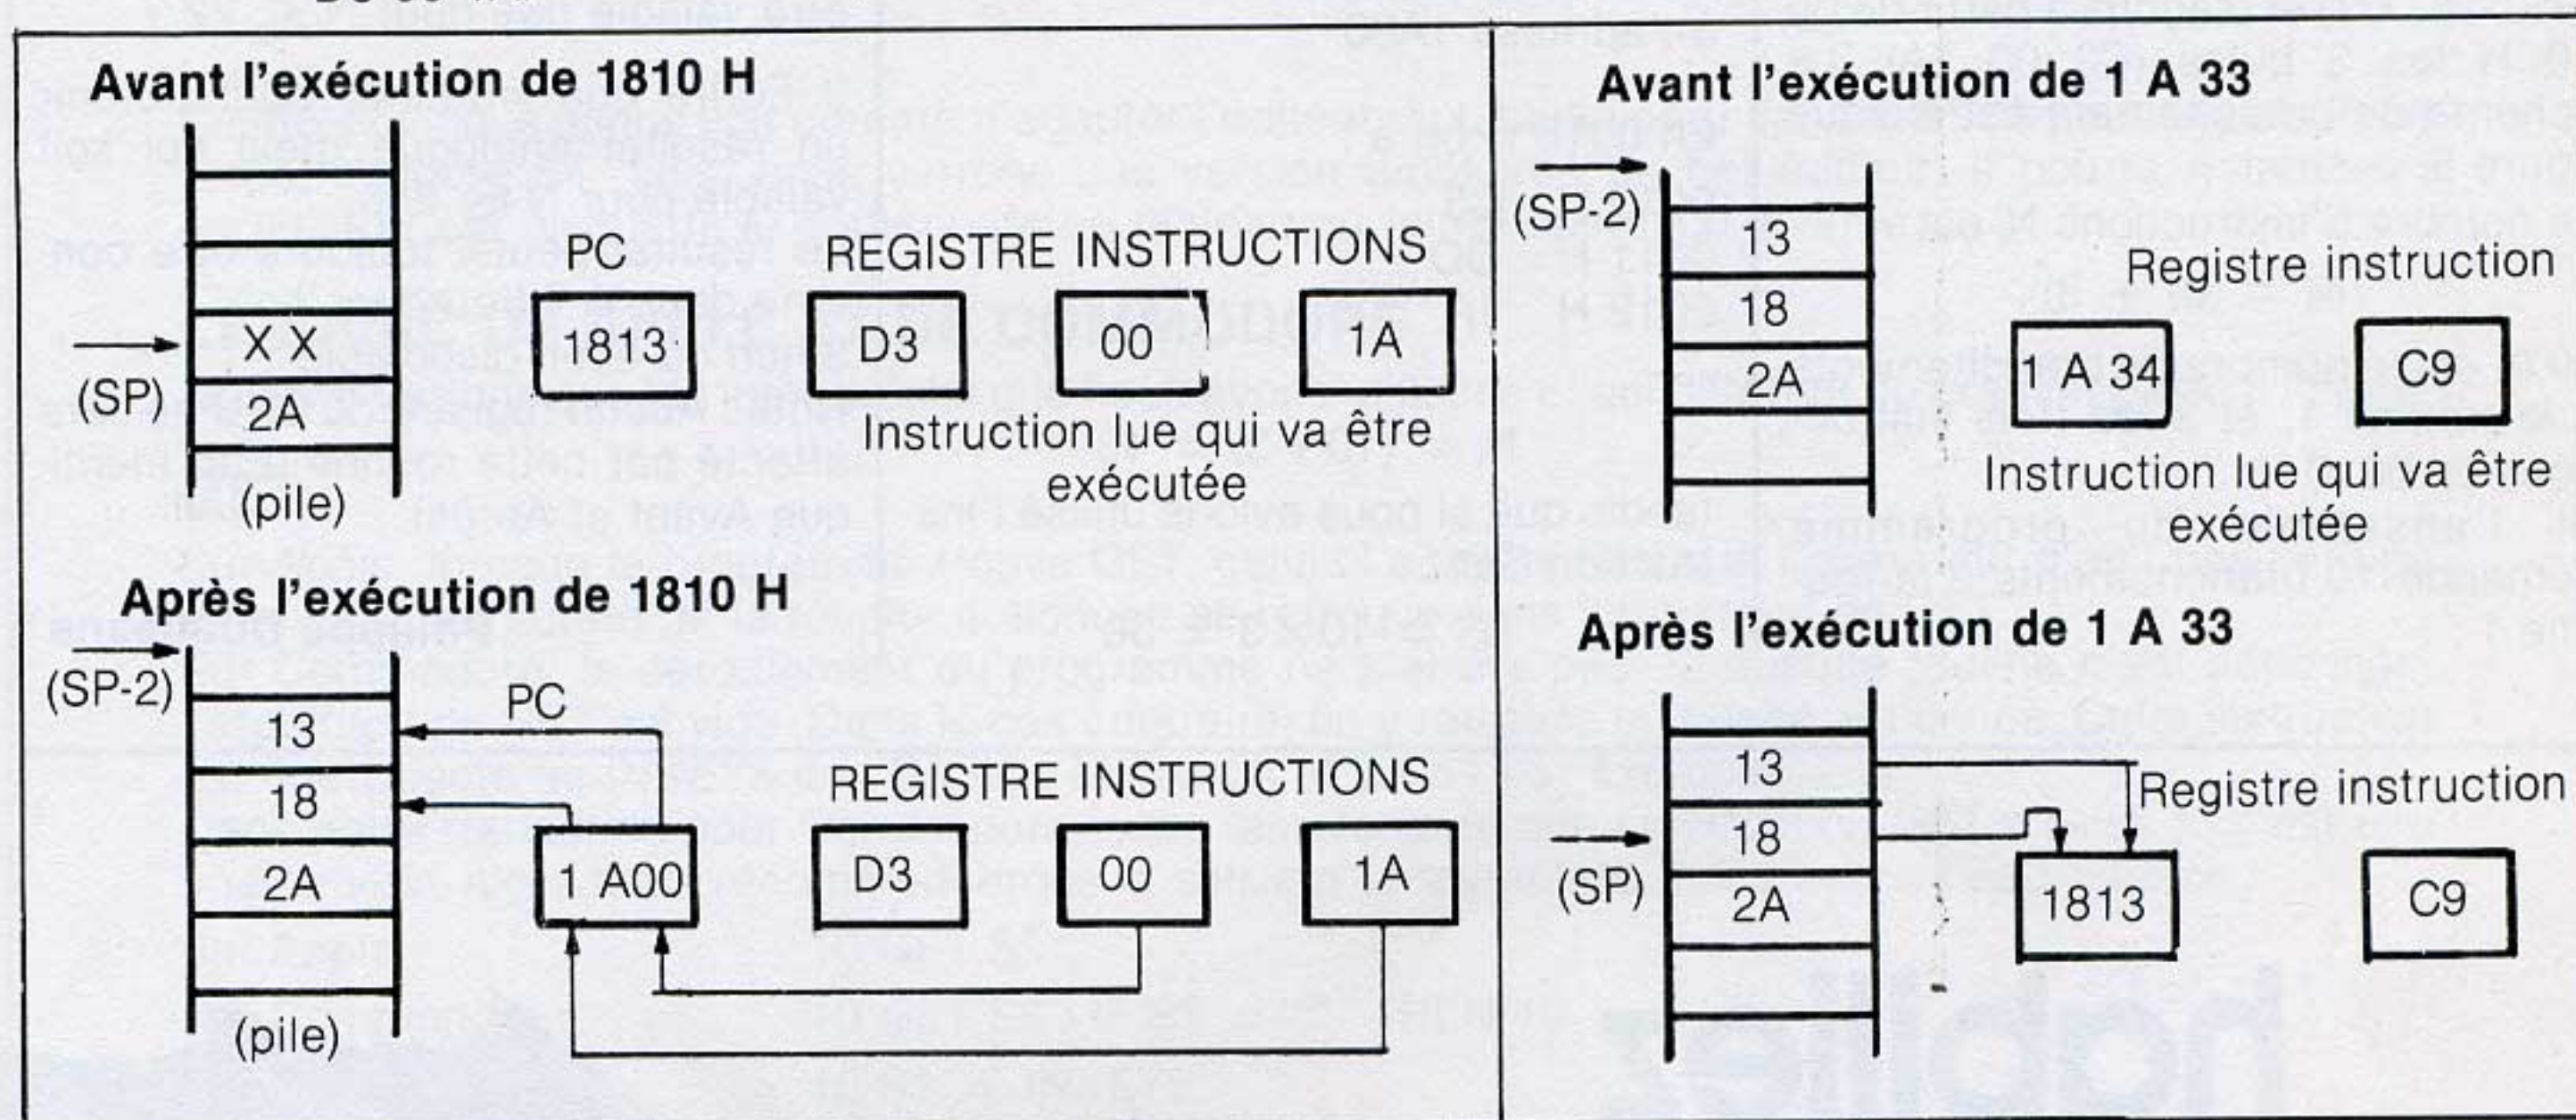 Avant l'exécution de 1810 H
PC
REGISTRE INSTRUCTIONS
X X
1813
D3
00
1A
(SP)
2A
Instruction lue qui va être
exécutée
(pile)
Après l'exécution de 1810 H
(SP-2)
PC
13
REGISTRE INSTRUCTIONS
18
2A
1 A00
D3
00
1A
(pile)
Avant l'exécution de 1 A 33
(SP-2)
13
Registre instruction
18
2A
1 A 34
C9
Instruction lue qui va être
exécutée
Après l'exécution de 1 A 33
13
Registre instruction
18
(SP)
2A
1813
C9